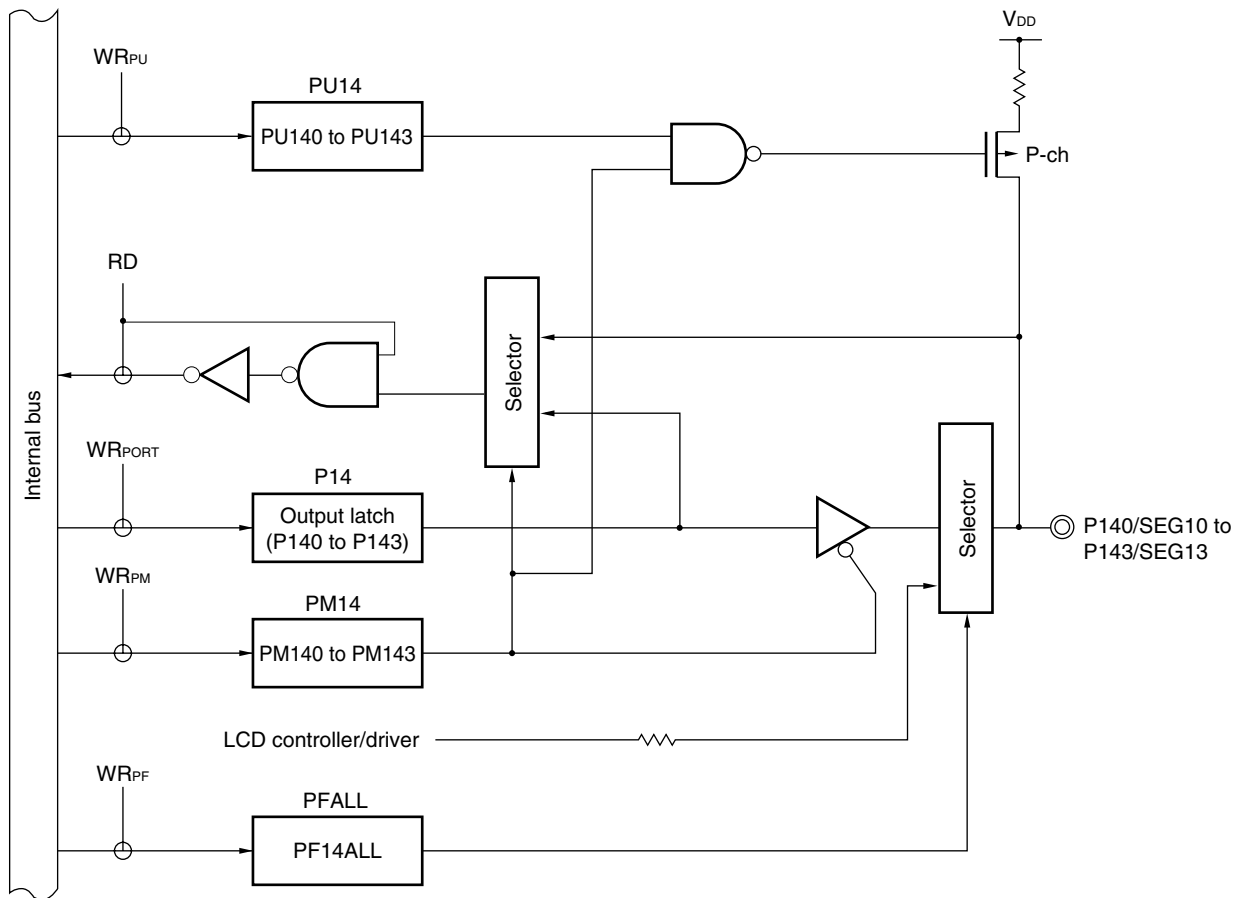 VDD
WRPU
PU14
PU140 to PU143
P-ch
RD
Selector
Internal bus
WRPORT
P14
Output latch
(P140 to P143)
Selector
P140/SEG10 to
P143/SEG13
WRPM
PM14
PM140 to PM143
LCD controller/driver
WRPF
PFALL
PF14ALL